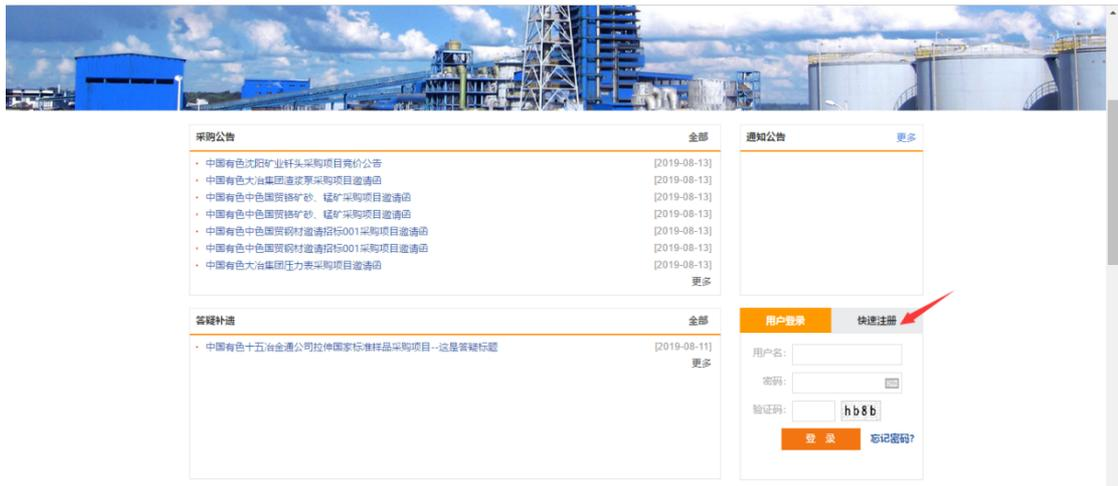 采购公告 全部
· 中国有色沈阳矿业钎头采购项目竞价公告 [2019-08-13]
· 中国有色大冶集团渣浆泵采购项目邀请函 [2019-08-13]
· 中国有色中色国贸铬矿砂、锰矿采购项目邀请函 [2019-08-13]
· 中国有色中色国贸铬矿砂、锰矿采购项目邀请函 [2019-08-13]
· 中国有色中色国贸钢材邀请招标001采购项目邀请函 [2019-08-13]
· 中国有色中色国贸钢材邀请招标001采购项目邀请函 [2019-08-13]
· 中国有色大冶集团压力表采购项目邀请函 [2019-08-13]
更多
通知公告 更多
答疑补遗 全部
· 中国有色十五冶金通公司拉伸国家标准样品采购项目--这是答疑标题 [2019-08-11]
更多
用户登录 快速注册
用户名：
密码：
验证码： hb8b
登 录 忘记密码?